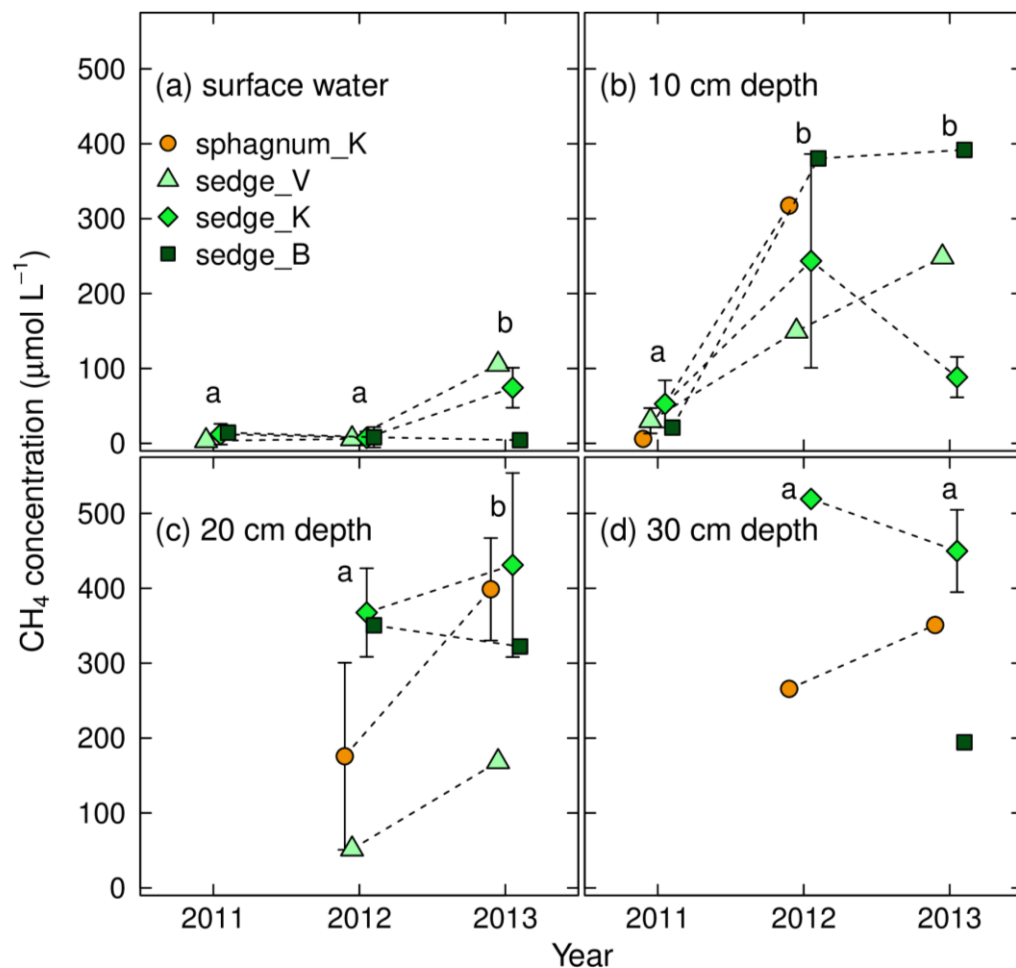 (a) surface water
sphagnum_K
sedge_V
sedge_K
sedge_B
a
a
b
(b) 10 cm depth
a
b
b
(c) 20 cm depth
a
b
(d) 30 cm depth
a
a
500
400
300
200
100
0
500
400
300
200
100
0
CH₄ concentration (μmol L⁻¹)
2011
2012
2013
2011
2012
2013
Year